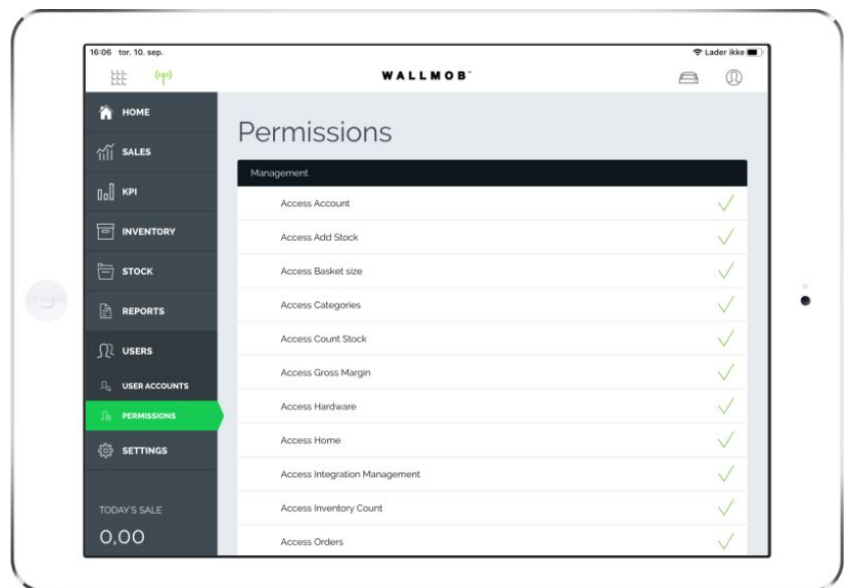 16:06 tor. 10. sep.
Lader ikke
WALLMOB
HOME
SALES
KPI
INVENTORY
STOCK
REPORTS
USERS
USER ACCOUNTS
PERMISSIONS
SETTINGS
TODAY'S SALE
0,00
Permissions
Management
Access Account
Access Add Stock
Access Basket size
Access Categories
Access Count Stock
Access Gross Margin
Access Hardware
Access Home
Access Integration Management
Access Inventory Count
Access Orders